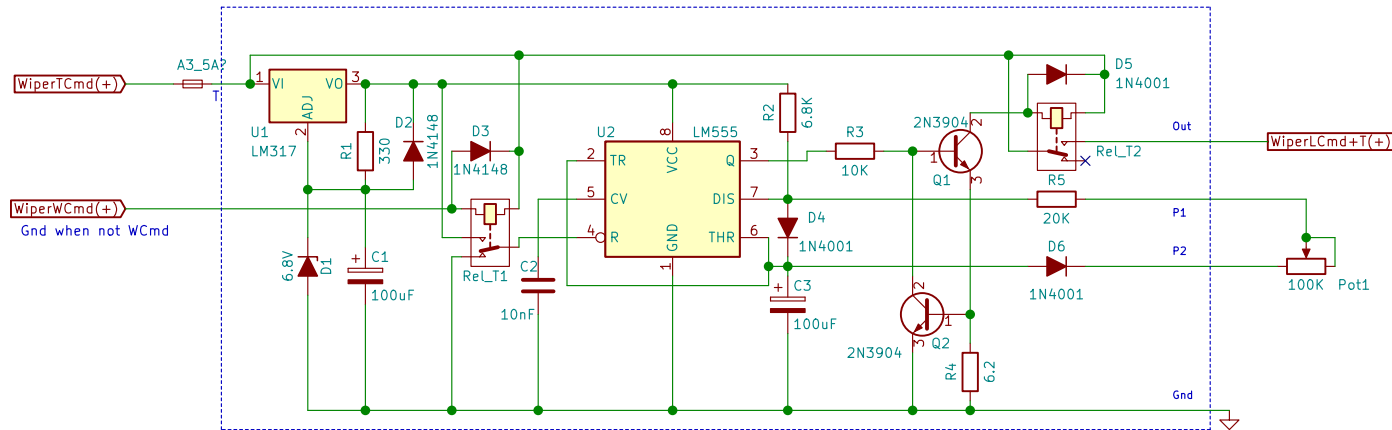 A3_5A?
WiperTCmd(+)
T
1
VI
VO
3
ADJ
2
U1
LM317
R1
330
D2
1N4148
D3
1N4148
WiperWCmd(+)
Gnd when not WCmd
6.8V
D1
+
C1
100uF
Rel_T1
C2
10nF
U2
LM555
8
VCC
2
TR
Q
3
5
CV
DIS
7
4
R
THR
6
GND
1
R2
6.8K
R3
10K
D4
1N4001
+
C3
100uF
2N3904
2
1
Q1
3
2
1
3
Q2
2N3904
R4
6.2
D5
1N4001
Rel_T2
Out
WiperLCmd+T(+)
R5
20K
P1
P2
D6
1N4001
100K
Pot1
Gnd